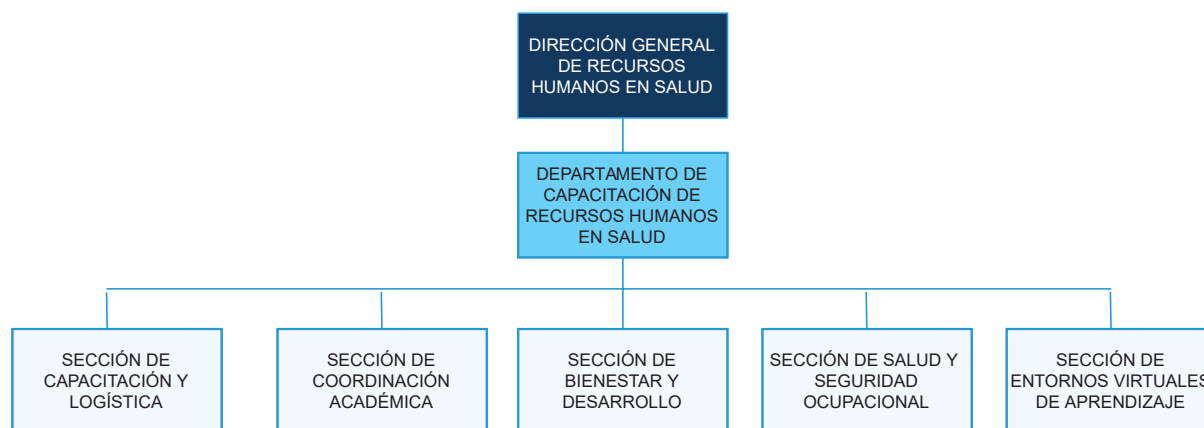 DIRECCIÓN GENERAL
DE RECURSOS
HUMANOS EN SALUD
DEPARTAMENTO DE
CAPACITACIÓN DE
RECURSOS HUMANOS
EN SALUD
SECCIÓN DE
CAPACITACIÓN Y
LOGÍSTICA
SECCIÓN DE
COORDINACIÓN
ACADÉMICA
SECCIÓN DE
BIENESTAR Y
DESARROLLO
SECCIÓN DE SALUD Y
SEGURIDAD
OCUPACIONAL
SECCIÓN DE
ENTORNOS VIRTUALES
DE APRENDIZAJE